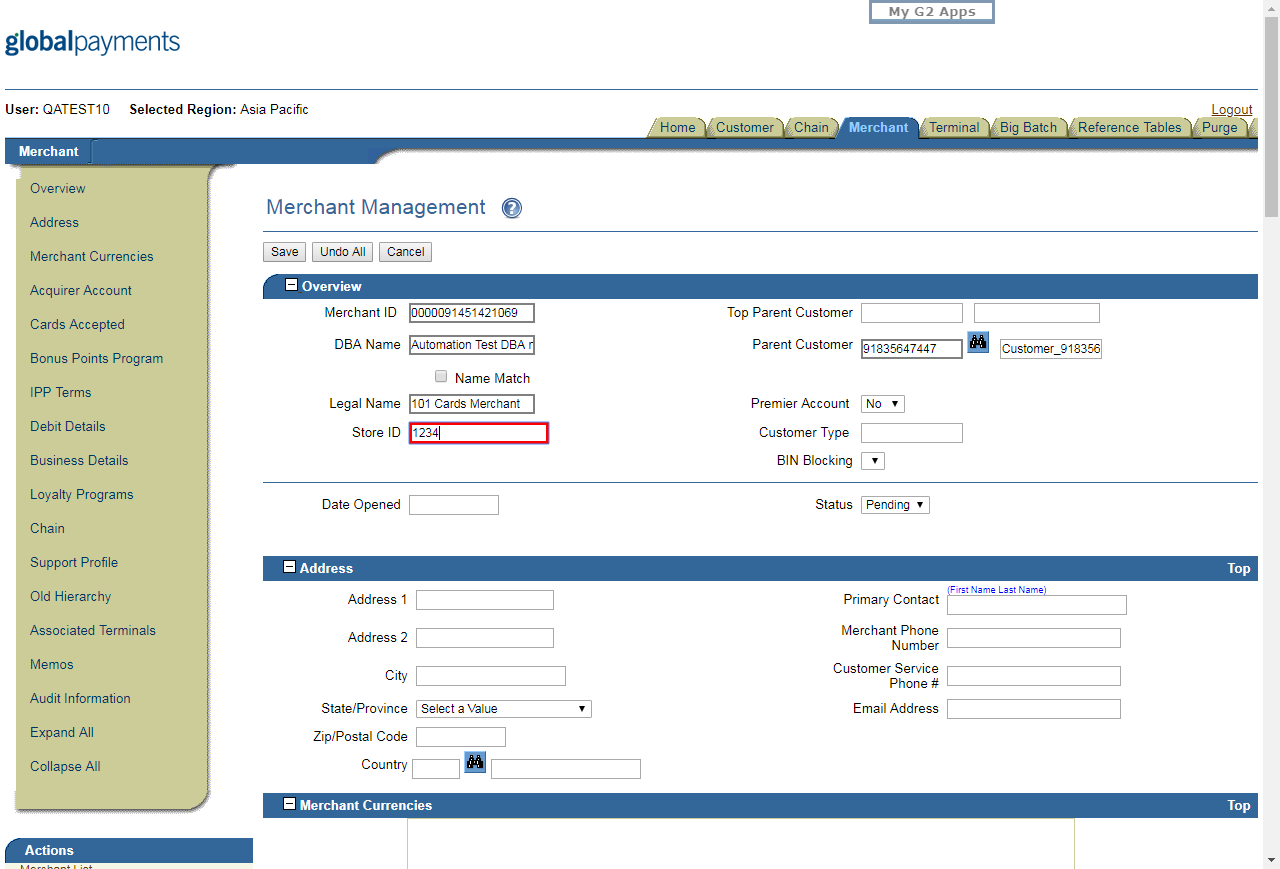 My G2 Apps
globalpayments
User: QATEST10 Selected Region: Asia Pacific
Logout
Home Customer Chain Merchant Terminal Big Batch Reference Tables Purge
Merchant
Overview
Address
Merchant Currencies
Acquirer Account
Cards Accepted
Bonus Points Program
IPP Terms
Debit Details
Business Details
Loyalty Programs
Chain
Support Profile
Old Hierarchy
Associated Terminals
Memos
Audit Information
Expand All
Collapse All
Actions
Merchant List
Merchant Management ?
Save Undo All Cancel
Overview
Merchant ID 0000091451421069 Top Parent Customer
DBA Name Automation Test DBA Parent Customer 91835647447 Customer_918356
Name Match
Legal Name 101 Cards Merchant Premier Account No
Store ID 1234 Customer Type
BIN Blocking
Date Opened Status Pending
Address Top
(First Name Last Name)
Address 1 Primary Contact
Address 2 Merchant Phone Number
City Customer Service Phone #
State/Province Select a Value Email Address
Zip/Postal Code
Country
Merchant Currencies Top